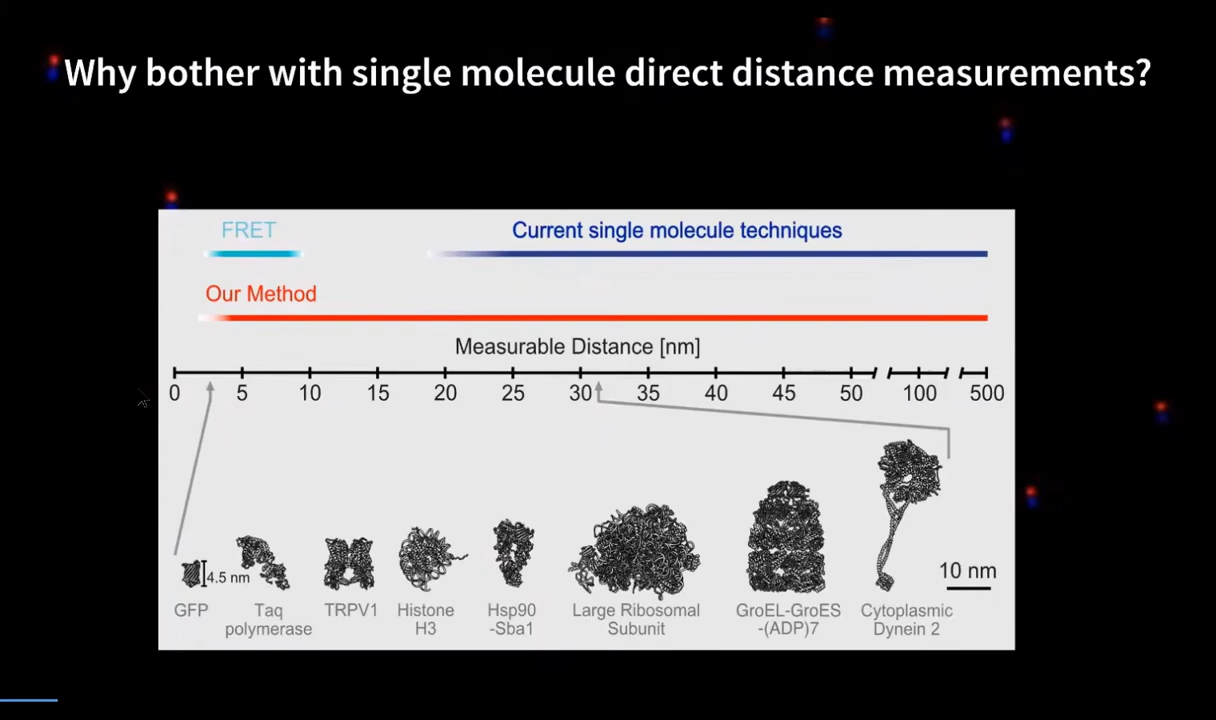 Why bother with single molecule direct distance measurements?
FRET
Current single molecule techniques
Our Method
Measurable Distance [nm]
0 5 10 15 20 25 30 35 40 45 50 100 500
4.5 nm
10 nm
GFP
Taq
polymerase
TRPV1
Histone
H3
Hsp90
-Sba1
Large Ribosomal
Subunit
GroEL-GroES
-(ADP)7
Cytoplasmic
Dynein 2